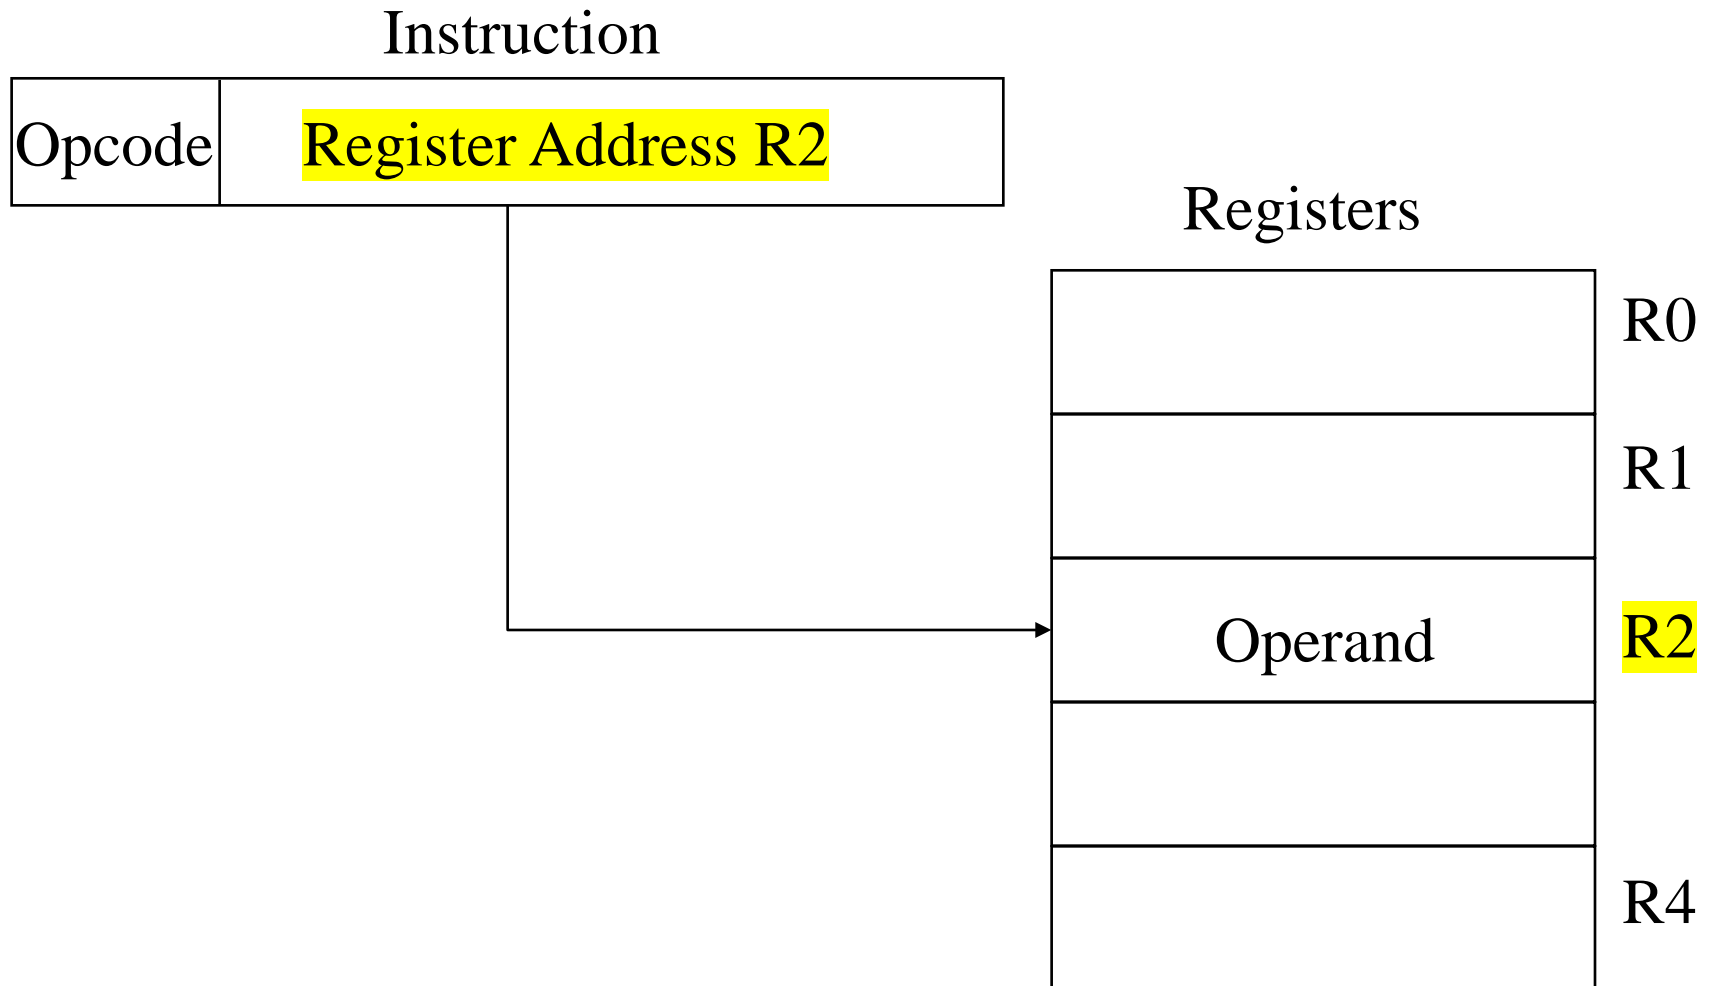 Instruction
Opcode
Register Address R2
Registers
R0
R1
Operand
R2
R4